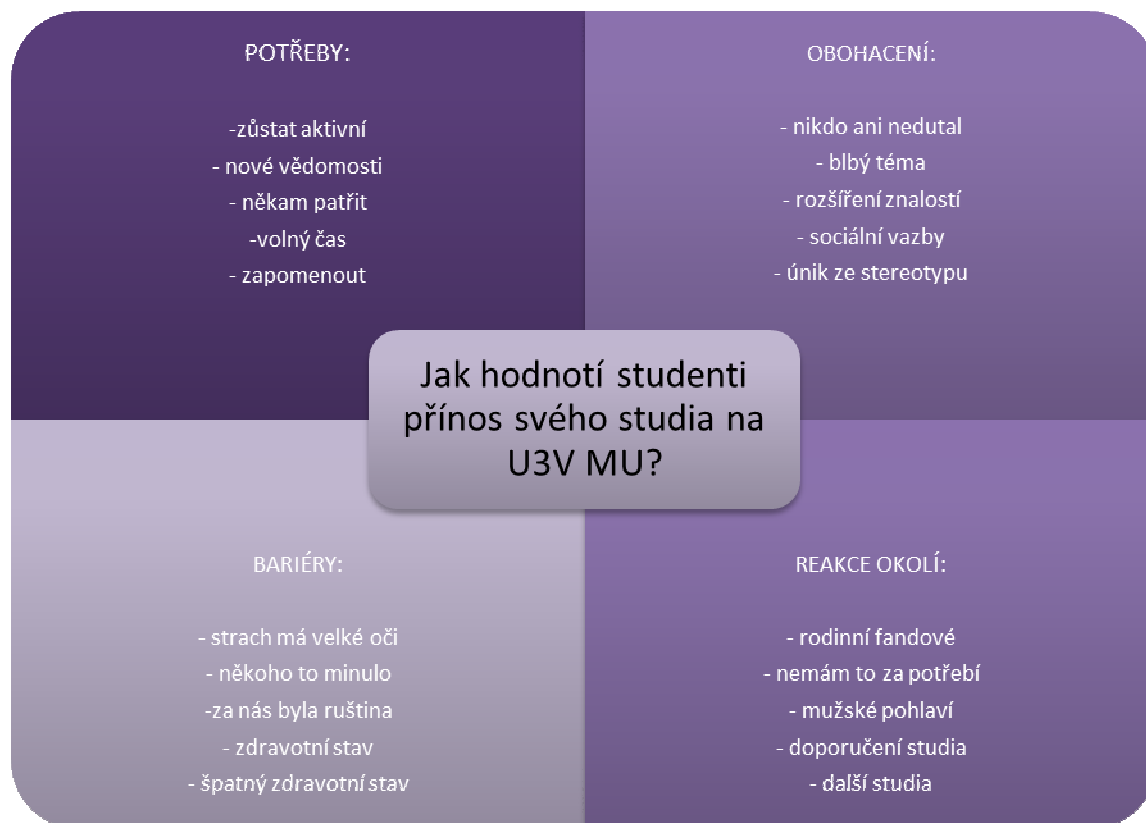 POTŘEBY:
-zůstat aktivní
- nové vědomosti
- někam patřit
-volný čas
- zapomenout
OBOHACENÍ:
- nikdo ani nedutal
- blbý téma
- rozšíření znalostí
- sociální vazby
- únik ze stereotypu
Jak hodnotí studenti
přínos svého studia na
U3V MU?
BARIÉRY:
- strach má velké oči
- někoho to minulo
-za nás byla ruština
- zdravotní stav
- špatný zdravotní stav
REAKCE OKOLÍ:
- rodinní fandové
- nemám to za potřebí
- mužské pohlaví
- doporučení studia
- další studia